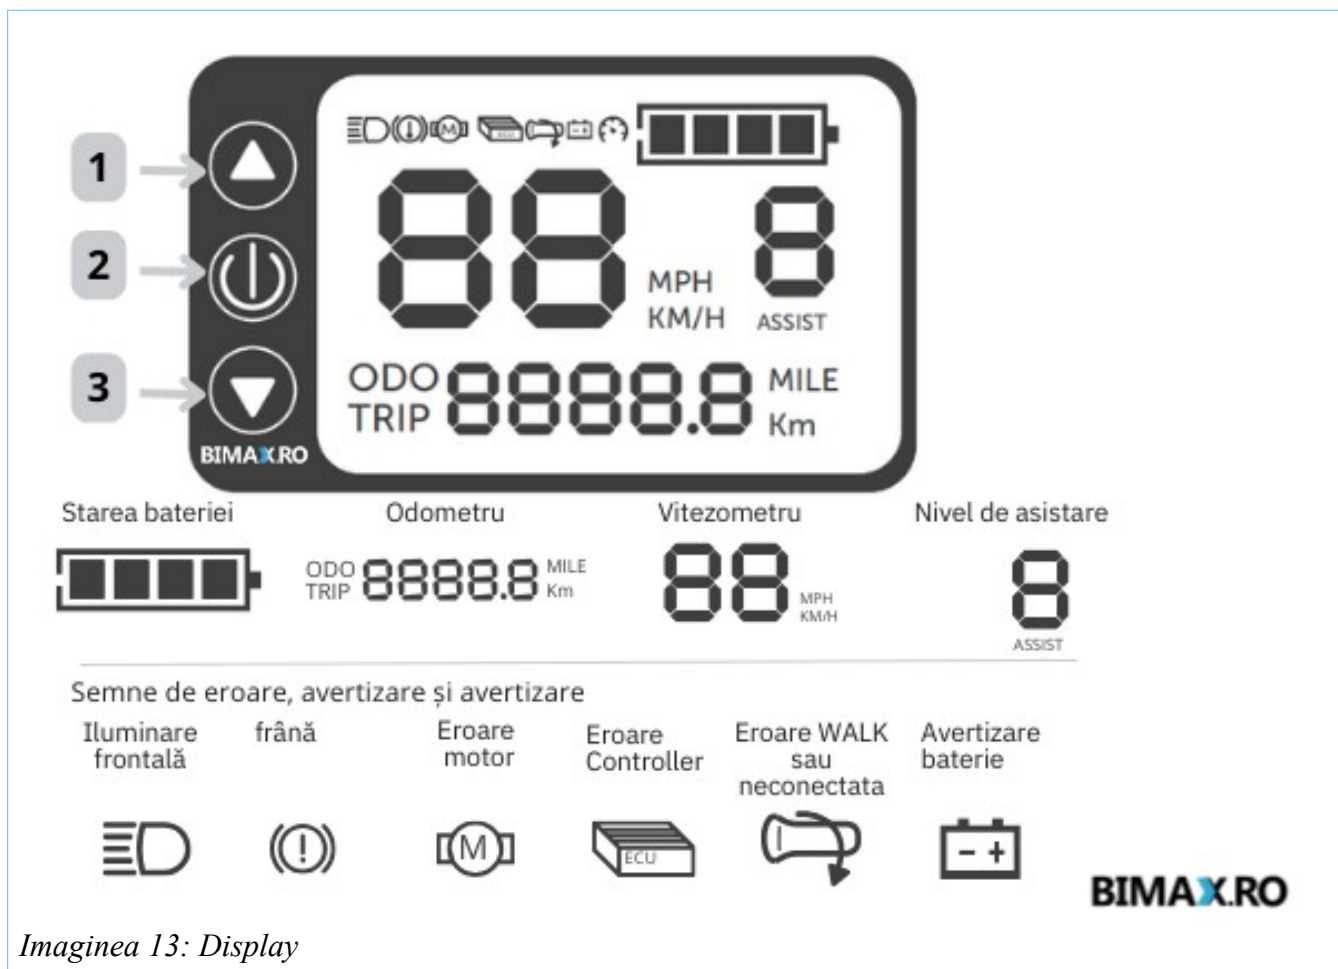 1
2
3
ECU
88
MPH
KM/H
8
ASSIST
ODO
TRIP
8888.8
MILE
Km
BIMAX.RO
Starea bateriei
Odometru
Vitezometru
Nivel de asistare
ODO
TRIP
8888.8
MILE
Km
88
MPH
KM/H
8
ASSIST
Semne de eroare, avertizare și avertizare
Iluminare
frontală
frână
Eroare
motor
Eroare
Controller
Eroare WALK
sau
neconectata
Avertizare
baterie
(!)
M
ECU
- +
BIMAX.RO
Imaginea 13: Display